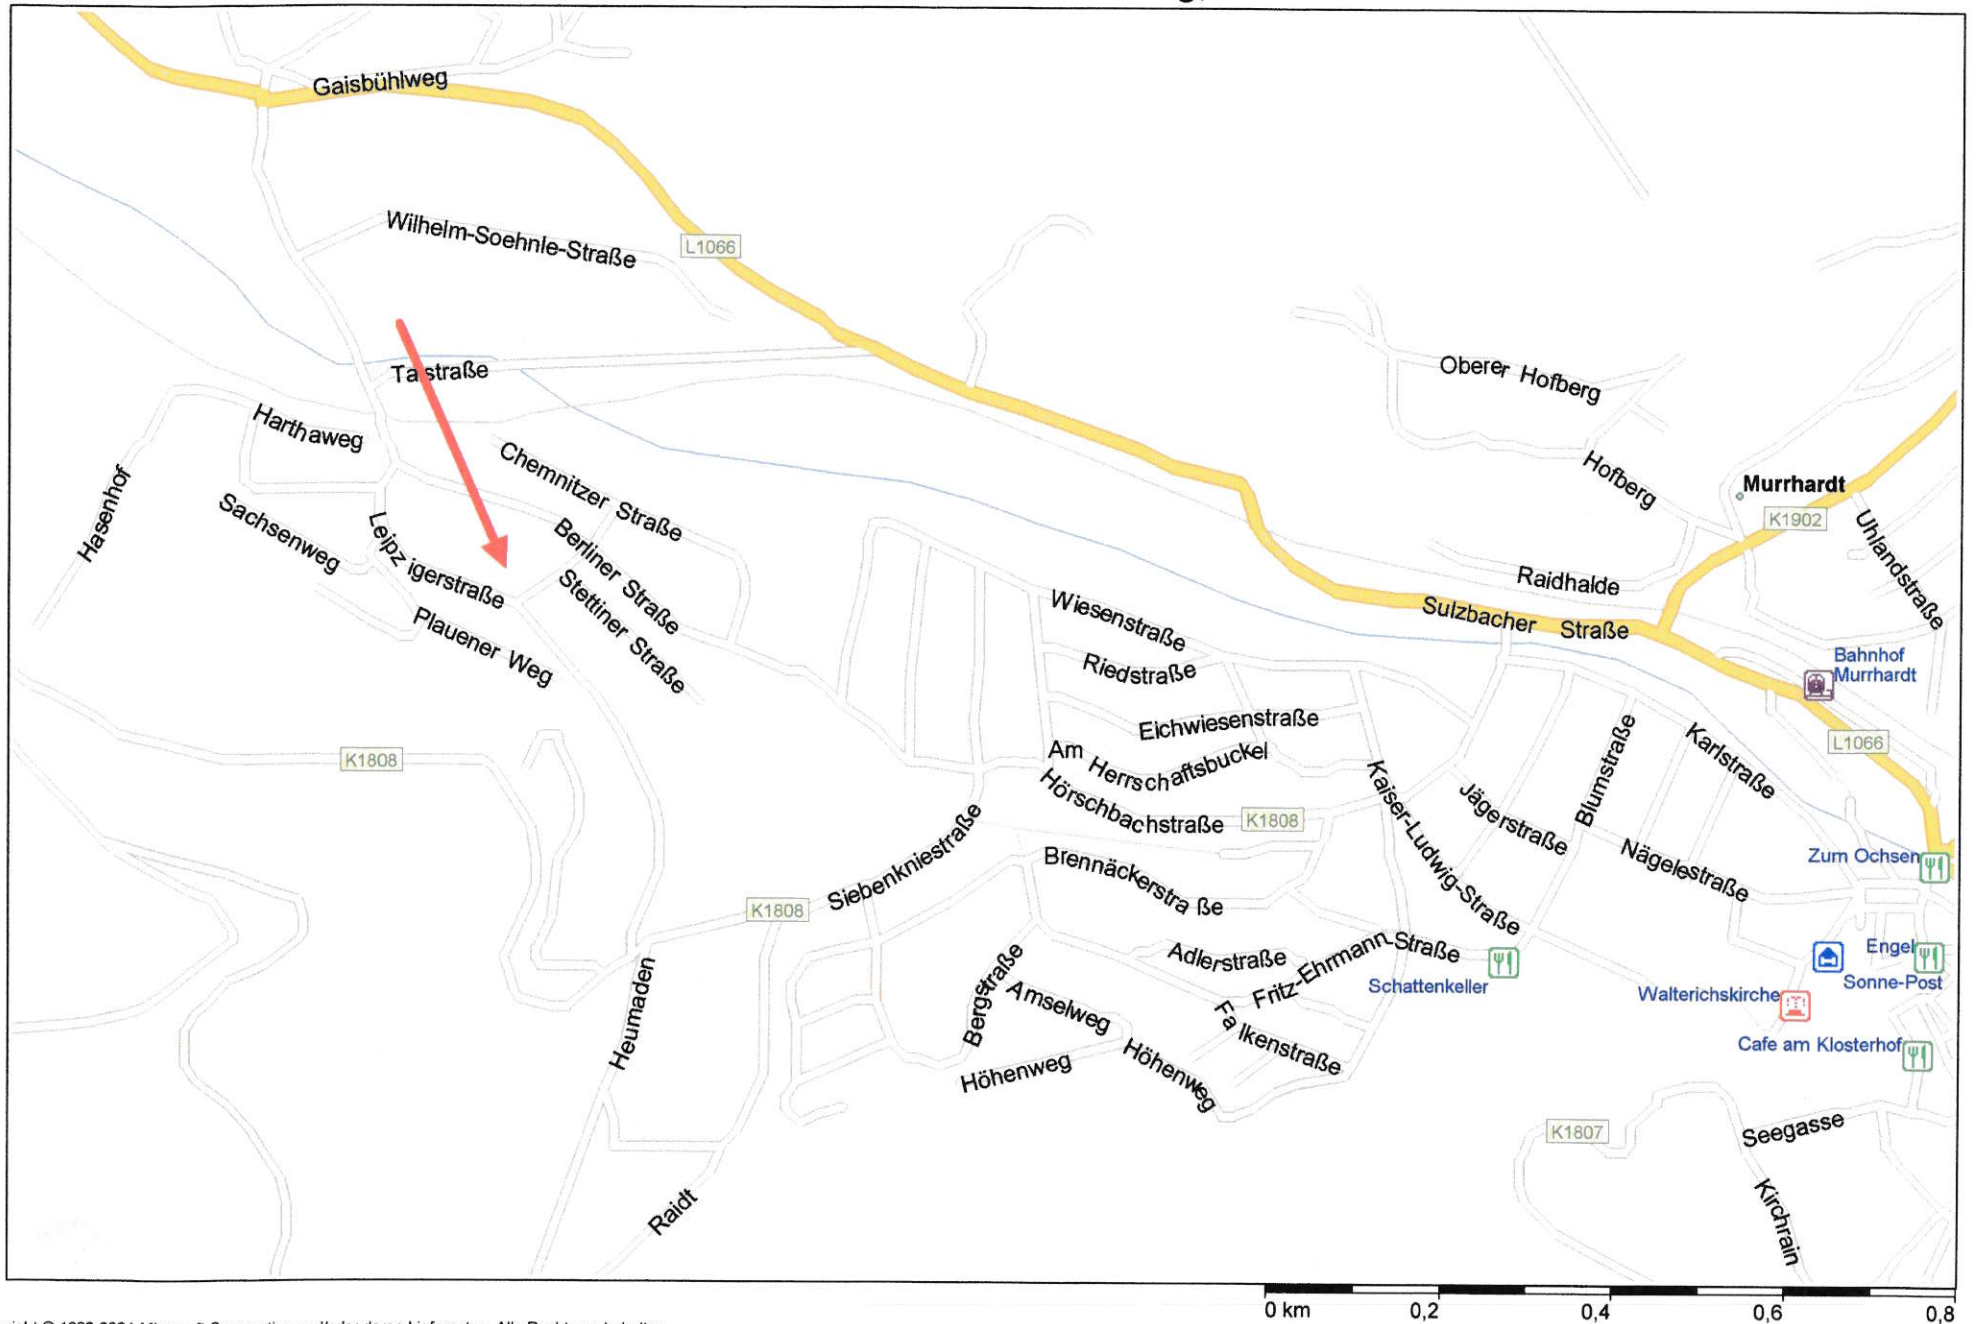 Gaisbühlweg
Wilhelm-Soehnle-Straße
L1066
Talstraße
Oberer Hofberg
Harthaweg
Chemnitzer Straße
Hofberg
Hasenhof
Murrhardt
K1902
Uhlandstraße
Sachsenweg
Leipzigerstraße
Berliner Straße
Stettiner Straße
Raidhalde
Wiesenstraße
Sulzbacher Straße
Plauener Weg
Riedstraße
Bahnhof
Murrhardt
Eichwiesenstraße
K1808
Am Herrschaftsbuckel
Blumstraße
Karlstraße
L1066
Kaiser-Ludwig-Straße
Hörschbachstraße
K1808
Jägerstraße
Siebenkniestraße
Brennäckerstraße
Nägelestraße
Zum Ochsen
K1808
Adlerstraße
Fritz-Ehrmann-Straße
Schattenkeller
Engel
Sonne-Post
Walterichskirche
Heumaden
Bergstraße
Amselweg
Falkenstraße
Cafe am Klosterhof
Höhenweg
Höhenweg
K1807
Seegasse
Raidt
Kirchrain
0 km 0,2 0,4 0,6 0,8